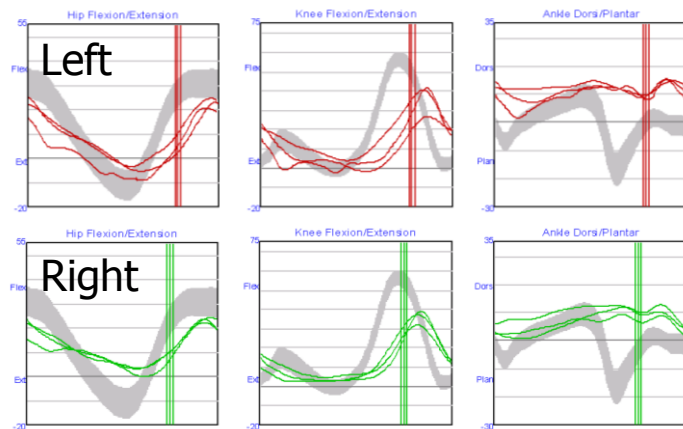 Hip Flexion/Extension
Knee Flexion/Extension
Ankle Dorsi/Plantar
55
75
35
Left
Flex
Dors
Ext
Plan
-20
-20
-30
Hip Flexion/Extension
Knee Flexion/Extension
Ankle Dorsi/Plantar
55
75
35
Right
Flex
Dors
Ext
Ext
Plan
-20
-20
-30